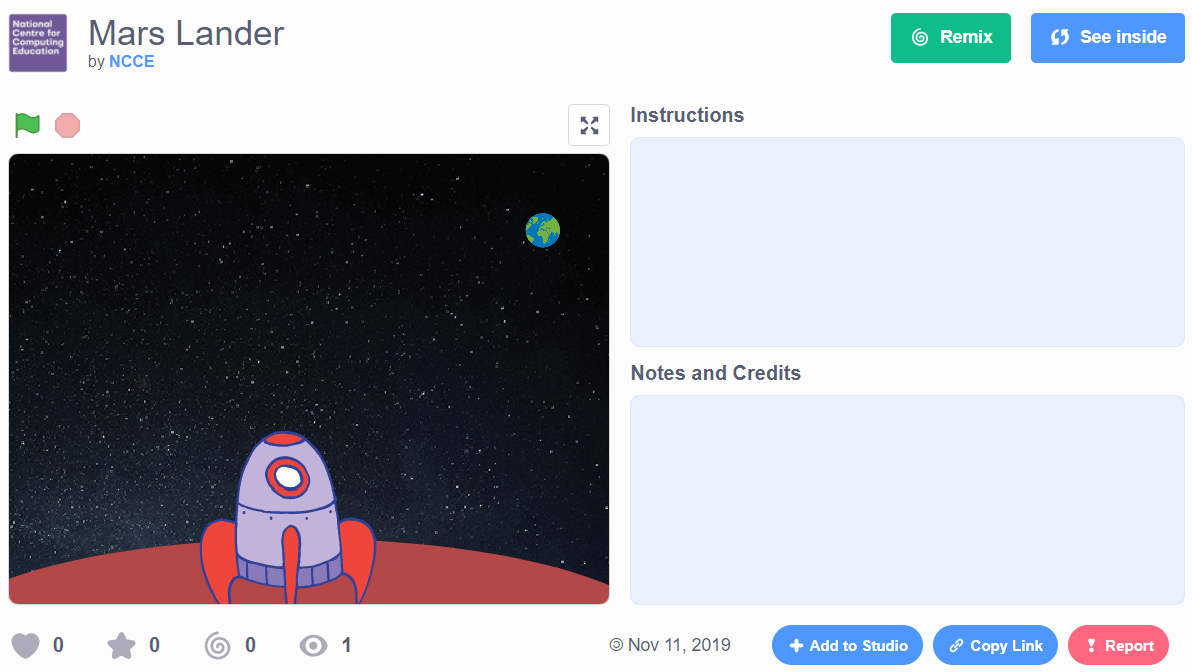 National
Centre for
Computing
Education
Mars Lander
by NCCE
Remix
See inside
Instructions
Notes and Credits
0
0
0
1
© Nov 11, 2019
Add to Studio
Copy Link
Report